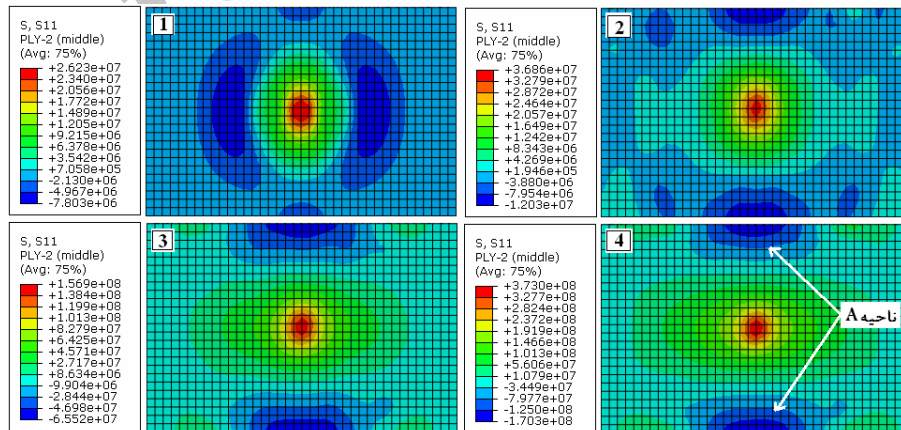 S, S11
PLY-2 (middle)
(Avg: 75%)
+2.623e+07
+2.340e+07
+2.056e+07
+1.772e+07
+1.489e+07
+1.205e+07
+9.215e+06
+6.378e+06
+3.542e+06
+7.058e+05
-2.130e+06
-4.967e+06
-7.803e+06
1
S, S11
PLY-2 (middle)
(Avg: 75%)
+3.686e+07
+3.279e+07
+2.872e+07
+2.464e+07
+2.057e+07
+1.649e+07
+1.242e+07
+8.343e+06
+4.269e+06
+1.946e+05
-3.880e+06
-7.954e+06
-1.203e+07
2
S, S11
PLY-2 (middle)
(Avg: 75%)
+1.569e+08
+1.384e+08
+1.199e+08
+1.013e+08
+8.279e+07
+6.425e+07
+4.571e+07
+2.717e+07
+8.634e+06
-9.904e+06
-2.844e+07
-4.698e+07
-6.552e+07
3
S, S11
PLY-2 (middle)
(Avg: 75%)
+3.730e+08
+3.277e+08
+2.824e+08
+2.372e+08
+1.919e+08
+1.466e+08
+1.013e+08
+5.606e+07
+1.079e+07
-3.449e+07
-7.977e+07
-1.250e+08
-1.703e+08
4
ناحیه A